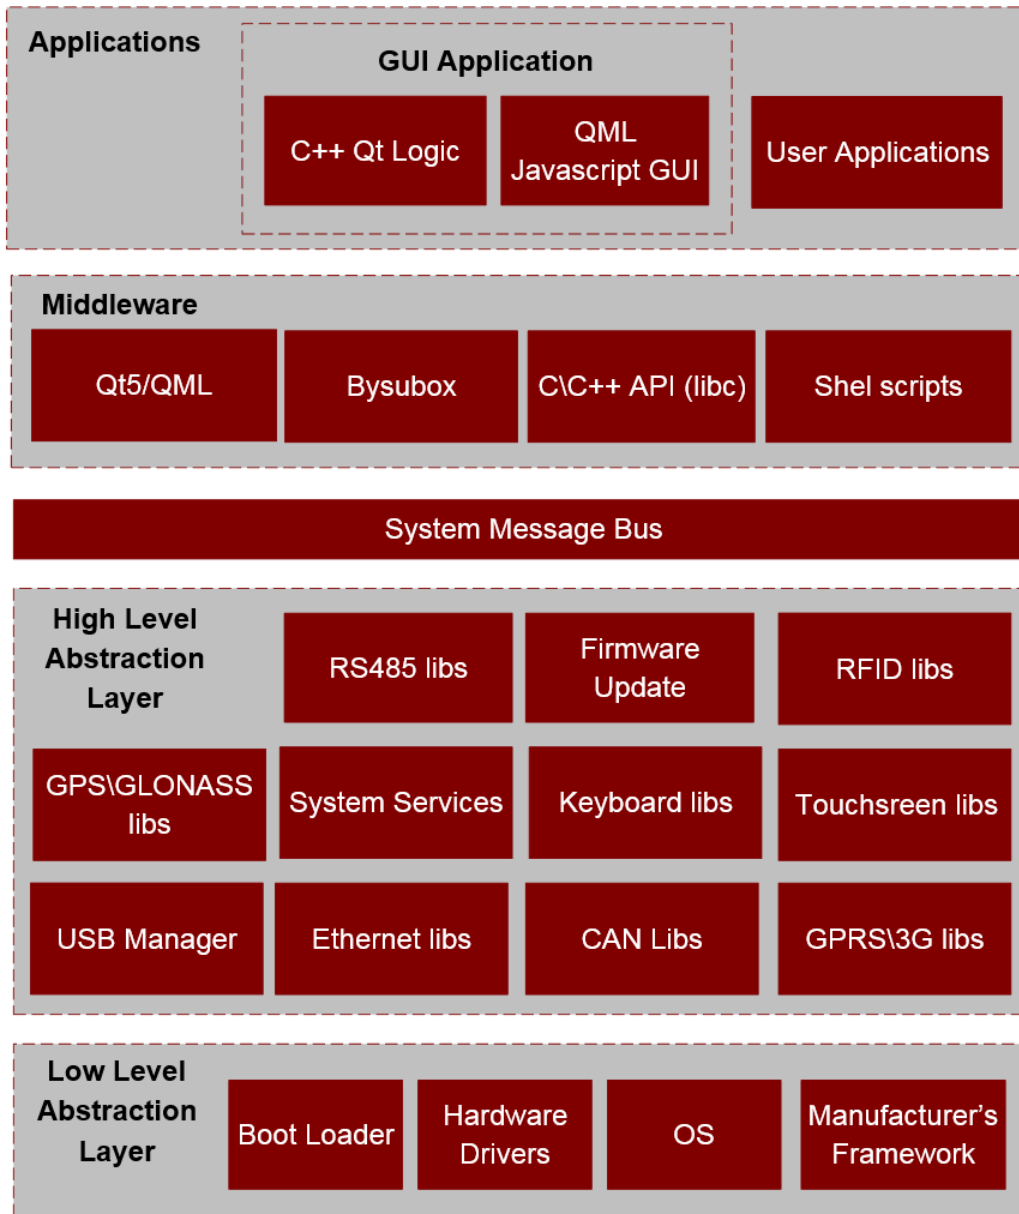 Applications
GUI Application
C++ Qt Logic
QML
Javascript GUI
User Applications
Middleware
Qt5/QML
Bysubox
C\C++ API (libc)
Shel scripts
System Message Bus
High Level
Abstraction
Layer
RS485 libs
Firmware
Update
RFID libs
GPS\GLONASS
libs
System Services
Keyboard libs
Touchsreen libs
USB Manager
Ethernet libs
CAN Libs
GPRS\3G libs
Low Level
Abstraction
Layer
Boot Loader
Hardware
Drivers
OS
Manufacturer's
Framework